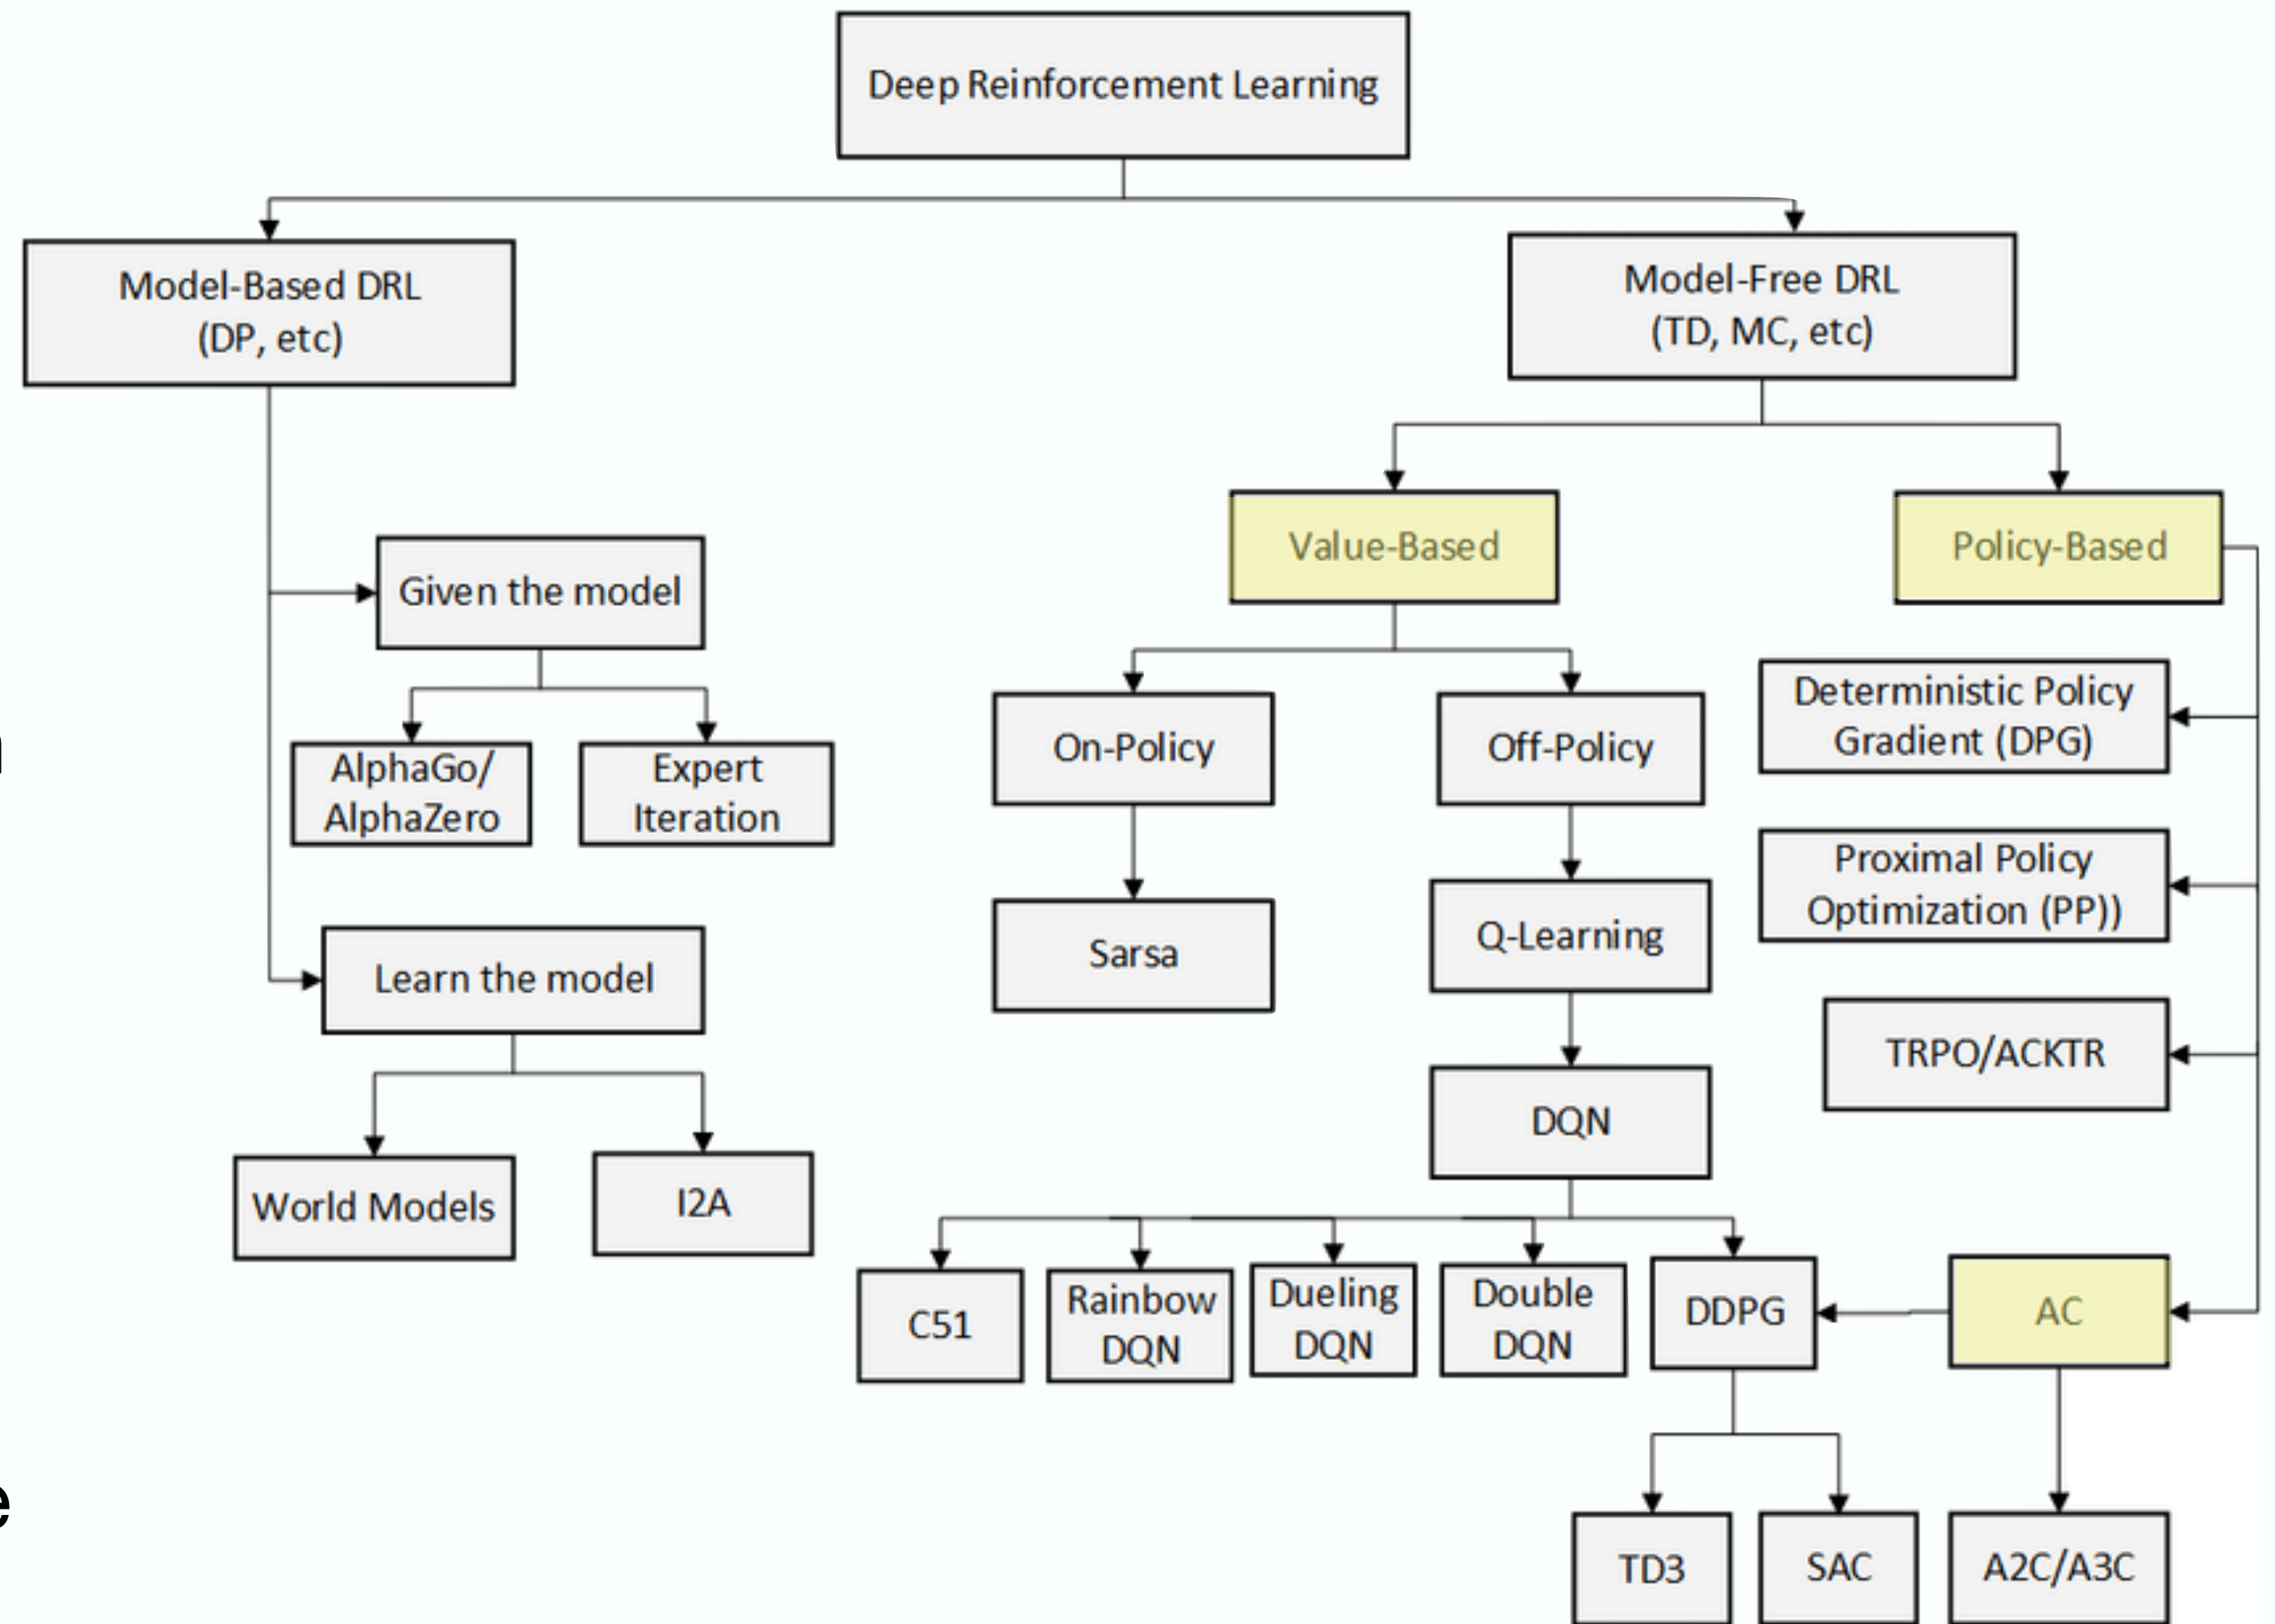 Deep Reinforcement Learning
Model-Based DRL
(DP, etc)
Model-Free DRL
(TD, MC, etc)
Value-Based
Policy-Based
Given the model
AlphaGo/
AlphaZero
Expert
Iteration
Learn the model
World Models
I2A
On-Policy
Off-Policy
Sarsa
Q-Learning
DQN
Deterministic Policy
Gradient (DPG)
Proximal Policy
Optimization (PP))
TRPO/ACKTR
C51
Rainbow
DQN
Dueling
DQN
Double
DQN
DDPG
AC
TD3
SAC
A2C/A3C